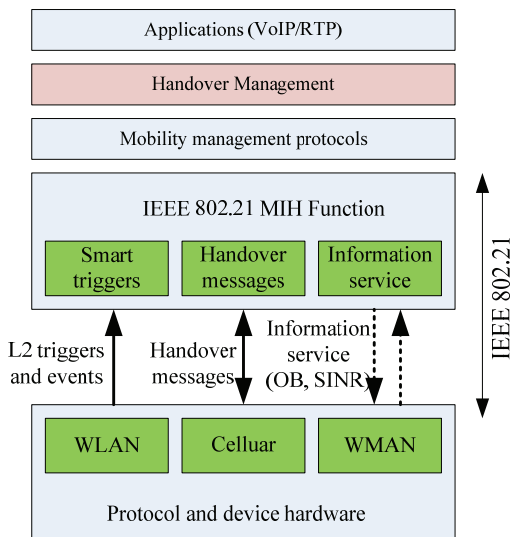 Applications (VoIP/RTP)
Handover Management
Mobility management protocols
IEEE 802.21 MIH Function
Smart
triggers
Handover
messages
Information
service
IEEE 802.21
L2 triggers
and events
Handover
messages
Information
service
(OB, SINR)
WLAN
Celluar
WMAN
Protocol and device hardware